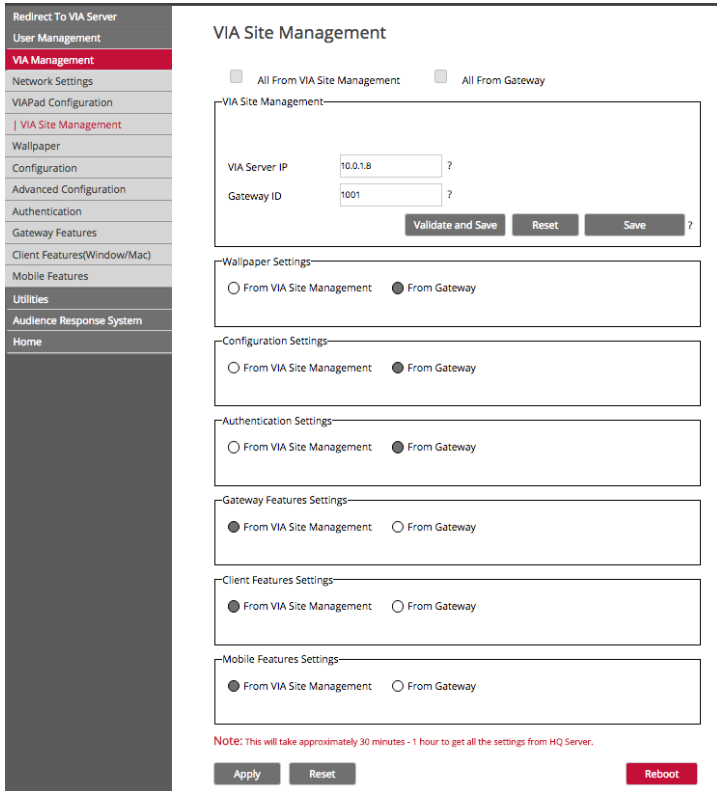 Redirect To VIA Server
User Management
VIA Management
Network Settings
VIAPad Configuration
| VIA Site Management
Wallpaper
Configuration
Advanced Configuration
Authentication
Gateway Features
Client Features(Window/Mac)
Mobile Features
Utilities
Audience Response System
Home
VIA Site Management
All From VIA Site Management All From Gateway
VIA Site Management
VIA Server IP 10.0.1.8 ?
Gateway ID 1001 ?
Validate and Save Reset Save ?
Wallpaper Settings
From VIA Site Management From Gateway
Configuration Settings
From VIA Site Management From Gateway
Authentication Settings
From VIA Site Management From Gateway
Gateway Features Settings
From VIA Site Management From Gateway
Client Features Settings
From VIA Site Management From Gateway
Mobile Features Settings
From VIA Site Management From Gateway
Note: This will take approximately 30 minutes - 1 hour to get all the settings from HQ Server.
Apply Reset Reboot